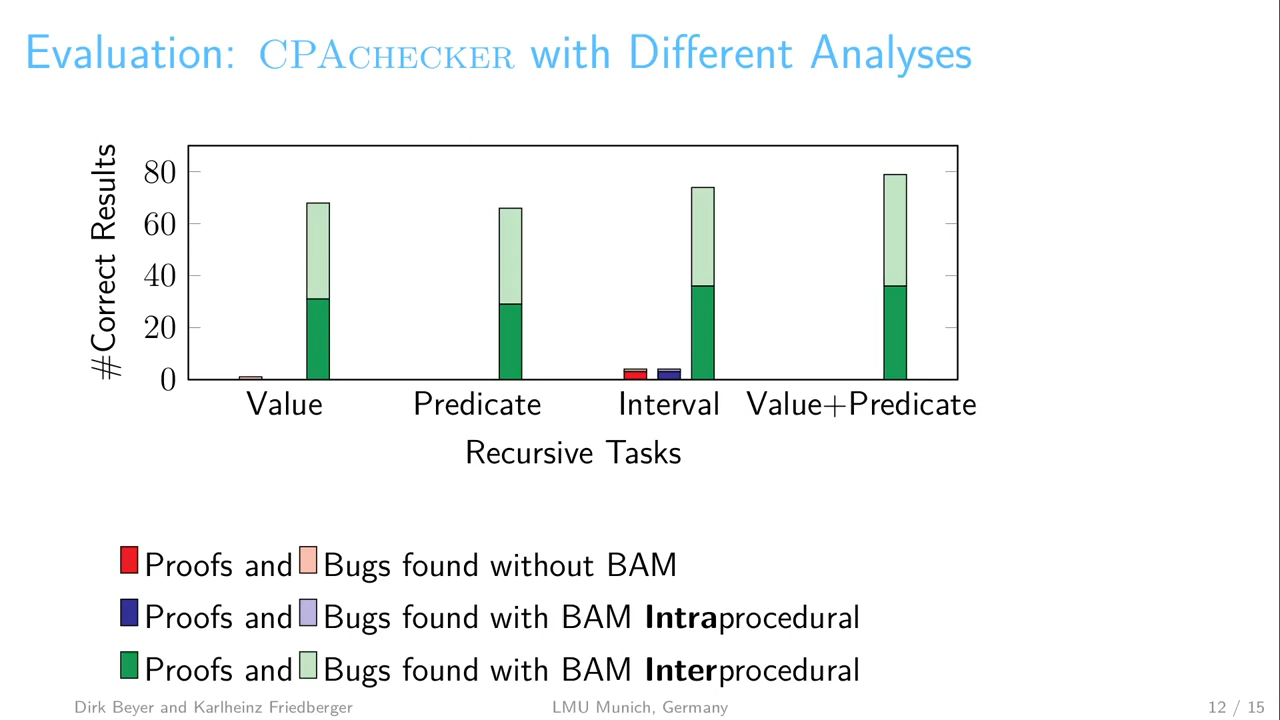 Evaluation: CPACHECKER with Different Analyses
#Correct Results
80
60
40
20
0
Value Predicate Interval Value+Predicate
Recursive Tasks
Proofs and Bugs found without BAM
Proofs and Bugs found with BAM Intraprocedural
Proofs and Bugs found with BAM Interprocedural
Dirk Beyer and Karlheinz Friedberger LMU Munich, Germany 12 / 15